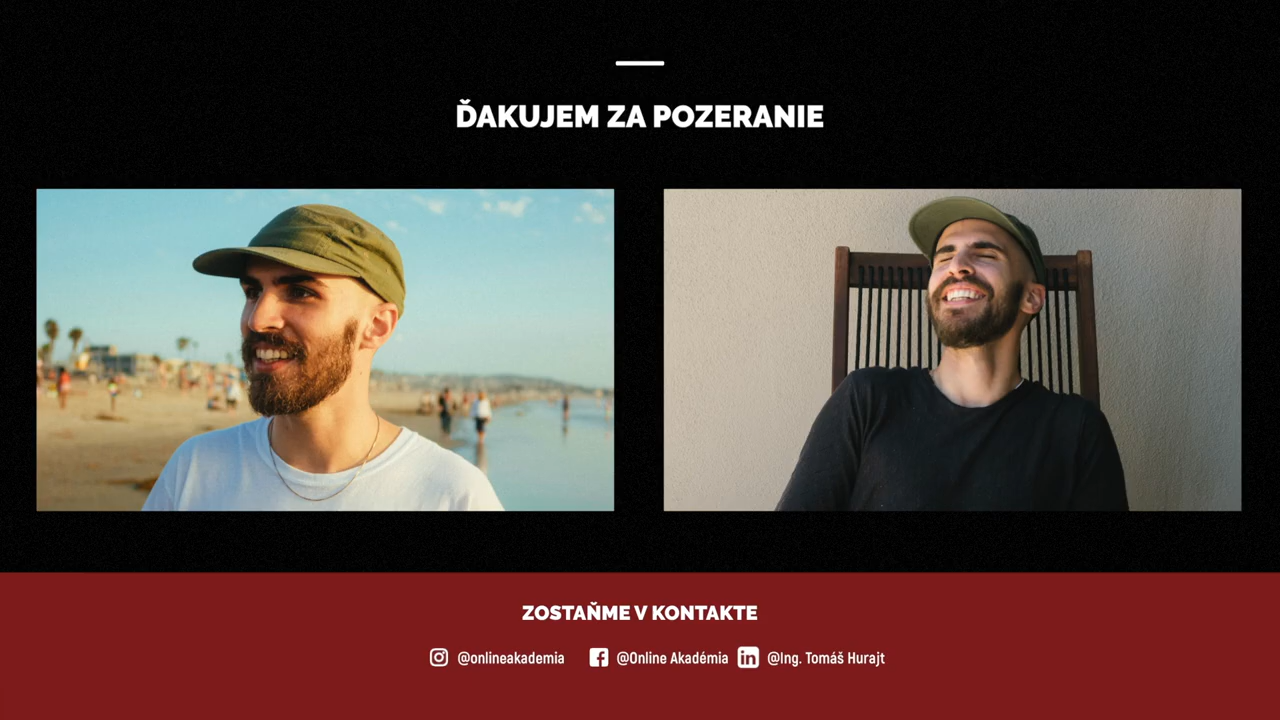 ĎAKUJEM ZA POZERANIE
ZOSTAŇME V KONTAKTE
@onlineakademia @Online Akadémia @Ing. Tomáš Hurajt